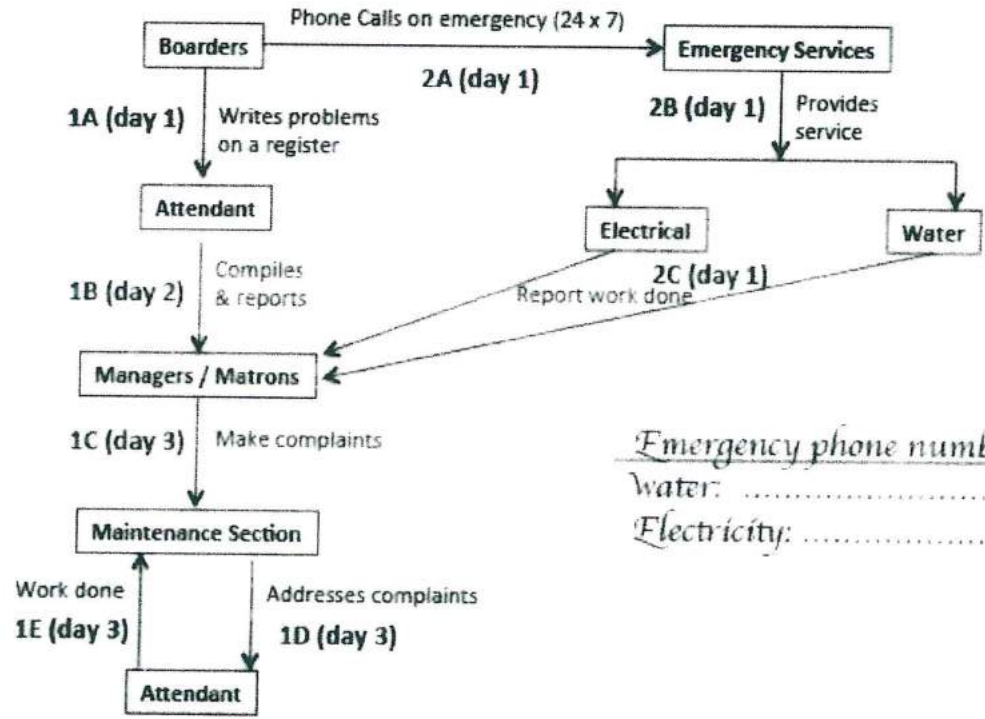 Phone Calls on emergency (24 x 7)
Boarders
Emergency Services
2A (day 1)
1A (day 1)
Writes problems
on a register
2B (day 1)
Provides
service
Attendant
Electrical
Water
1B (day 2)
Compiles
& reports
2C (day 1)
Report work done
Managers / Matrons
1C (day 3)
Make complaints
Emergency phone numb
Water: ......................
Electricity: ...................
Maintenance Section
Work done
Addresses complaints
1E (day 3)
1D (day 3)
Attendant